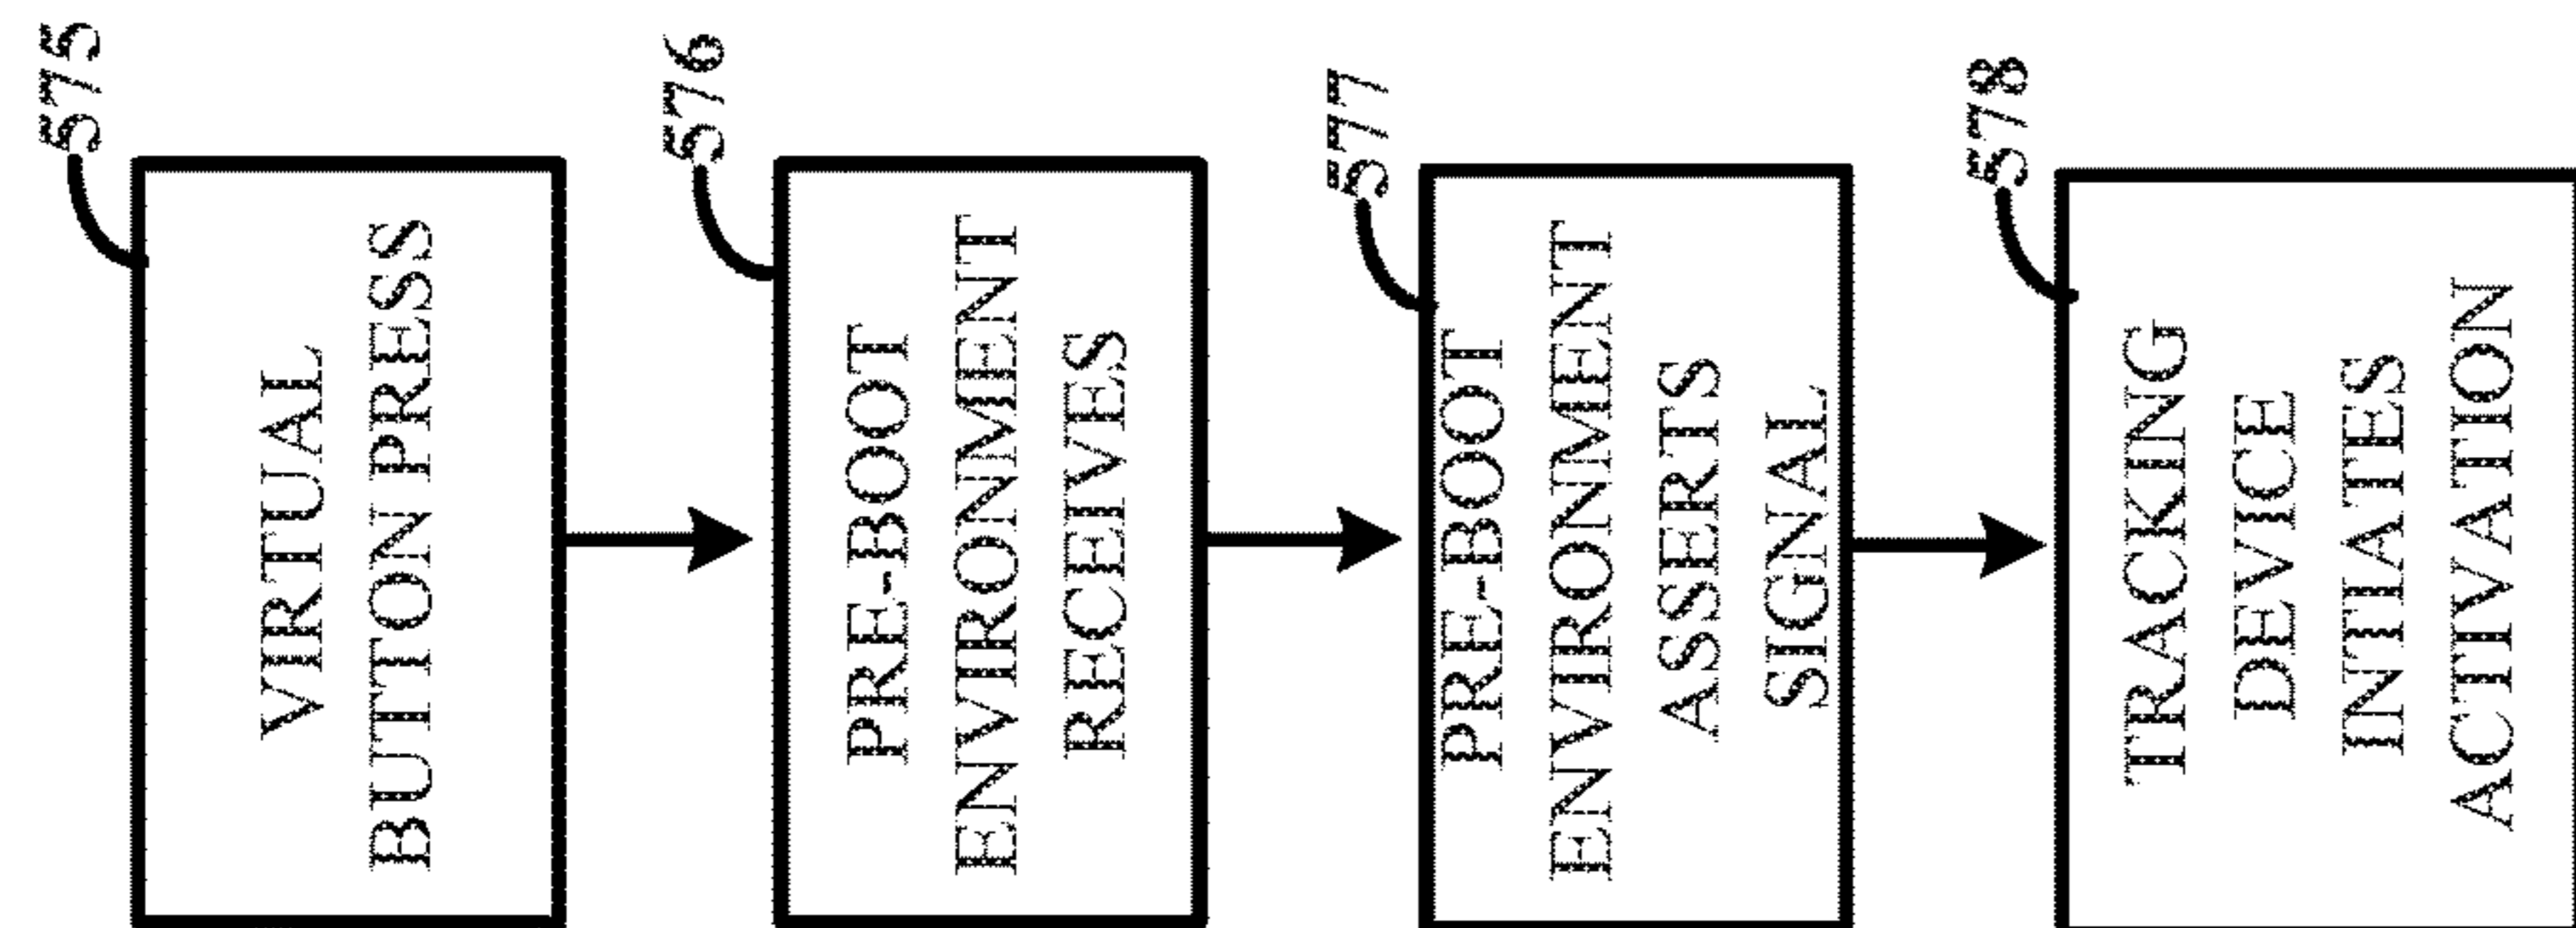 575
VIRTUAL
BUTTON PRESS
576
PRE-BOOT
ENVIRONMENT
RECEIVES
577
PRE-BOOT
ENVIRONMENT
ASSERTS
SIGNAL
578
TRACKING
DEVICE
INTIATES
ACTIVATION